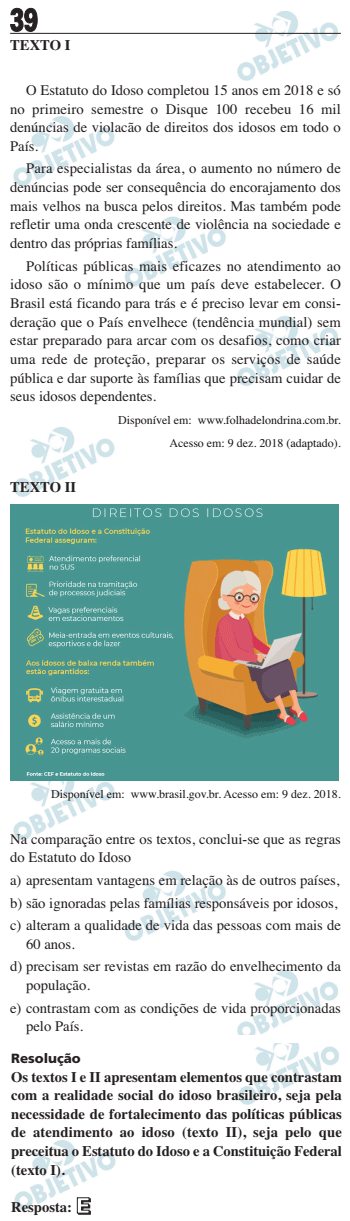 39
TEXTO I
O Estatuto do Idoso completou 15 anos em 2018 e só
no primeiro semestre o Disque 100 recebeu 16 mil
denúncias de violacão de direitos dos idosos em todo o
País.
Para especialistas da área, o aumento no número de
denúncias pode ser consequência do encorajamento dos
mais velhos na busca pelos direitos. Mas também pode
refletir uma onda crescente de violência na sociedade e
dentro das próprias famílias.
Políticas públicas mais eficazes no atendimento ao
idoso são o mínimo que um país deve estabelecer. O
Brasil está ficando para trás e é preciso levar em consi-
deração que o País envelhece (tendência mundial) sem
estar preparado para arcar com os desafios, como criar
uma rede de proteção, preparar os serviços de saúde
pública e dar suporte às famílias que precisam cuidar de
seus idosos dependentes.
Disponível em: www.folhadelondrina.com.br.
Acesso em: 9 dez. 2018 (adaptado).
TEXTO II
DIREITOS DOS IDOSOS
Estatuto do Idoso e a Constituição
Federal asseguram:
Atendimento preferencial
no SUS
Prioridade na tramitação
de processos judiciais
Vagas preferenciais
em estacionamentos
Meia-entrada em eventos culturais,
esportivos e de lazer
Aos idosos de baixa renda também
estão garantidos:
Viagem gratuita em
ônibus interestadual
Assistência de um
salário mínimo
Acesso a mais de
20 programas sociais
Fonte: CEF e Estatuto do Idoso
Disponível em: www.brasil.gov.br. Acesso em: 9 dez. 2018.
Na comparação entre os textos, conclui-se que as regras
do Estatuto do Idoso
a) apresentam vantagens em relação às de outros países,
b) são ignoradas pelas famílias responsáveis por idosos,
c) alteram a qualidade de vida das pessoas com mais de
60 anos.
d) precisam ser revistas em razão do envelhecimento da
população.
e) contrastam com as condições de vida proporcionadas
pelo País.
Resolução
Os textos I e II apresentam elementos que contrastam
com a realidade social do idoso brasileiro, seja pela
necessidade de fortalecimento das políticas públicas
de atendimento ao idoso (texto II), seja pelo que
preceitua o Estatuto do Idoso e a Constituição Federal
(texto I).
Resposta: E
OBJETIVO
OBJETIVO
OBJETIVO
OBJETIVO
OBJETIVO
OBJETIVO
OBJETIVO
OBJETIVO
OBJETIVO
OBJETIVO